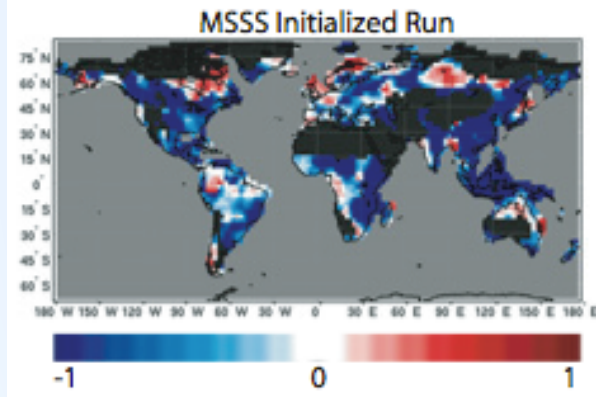 MSSS Initialized Run
75° N
60° N
45° N
30° N
15° N
0°
15° S
30° S
45° S
60° S
180 W 150 W 120 W 90 W 60 W 30 W 0 30 E 60 E 90 E 120 E 150 E 180 E
-1 0 1